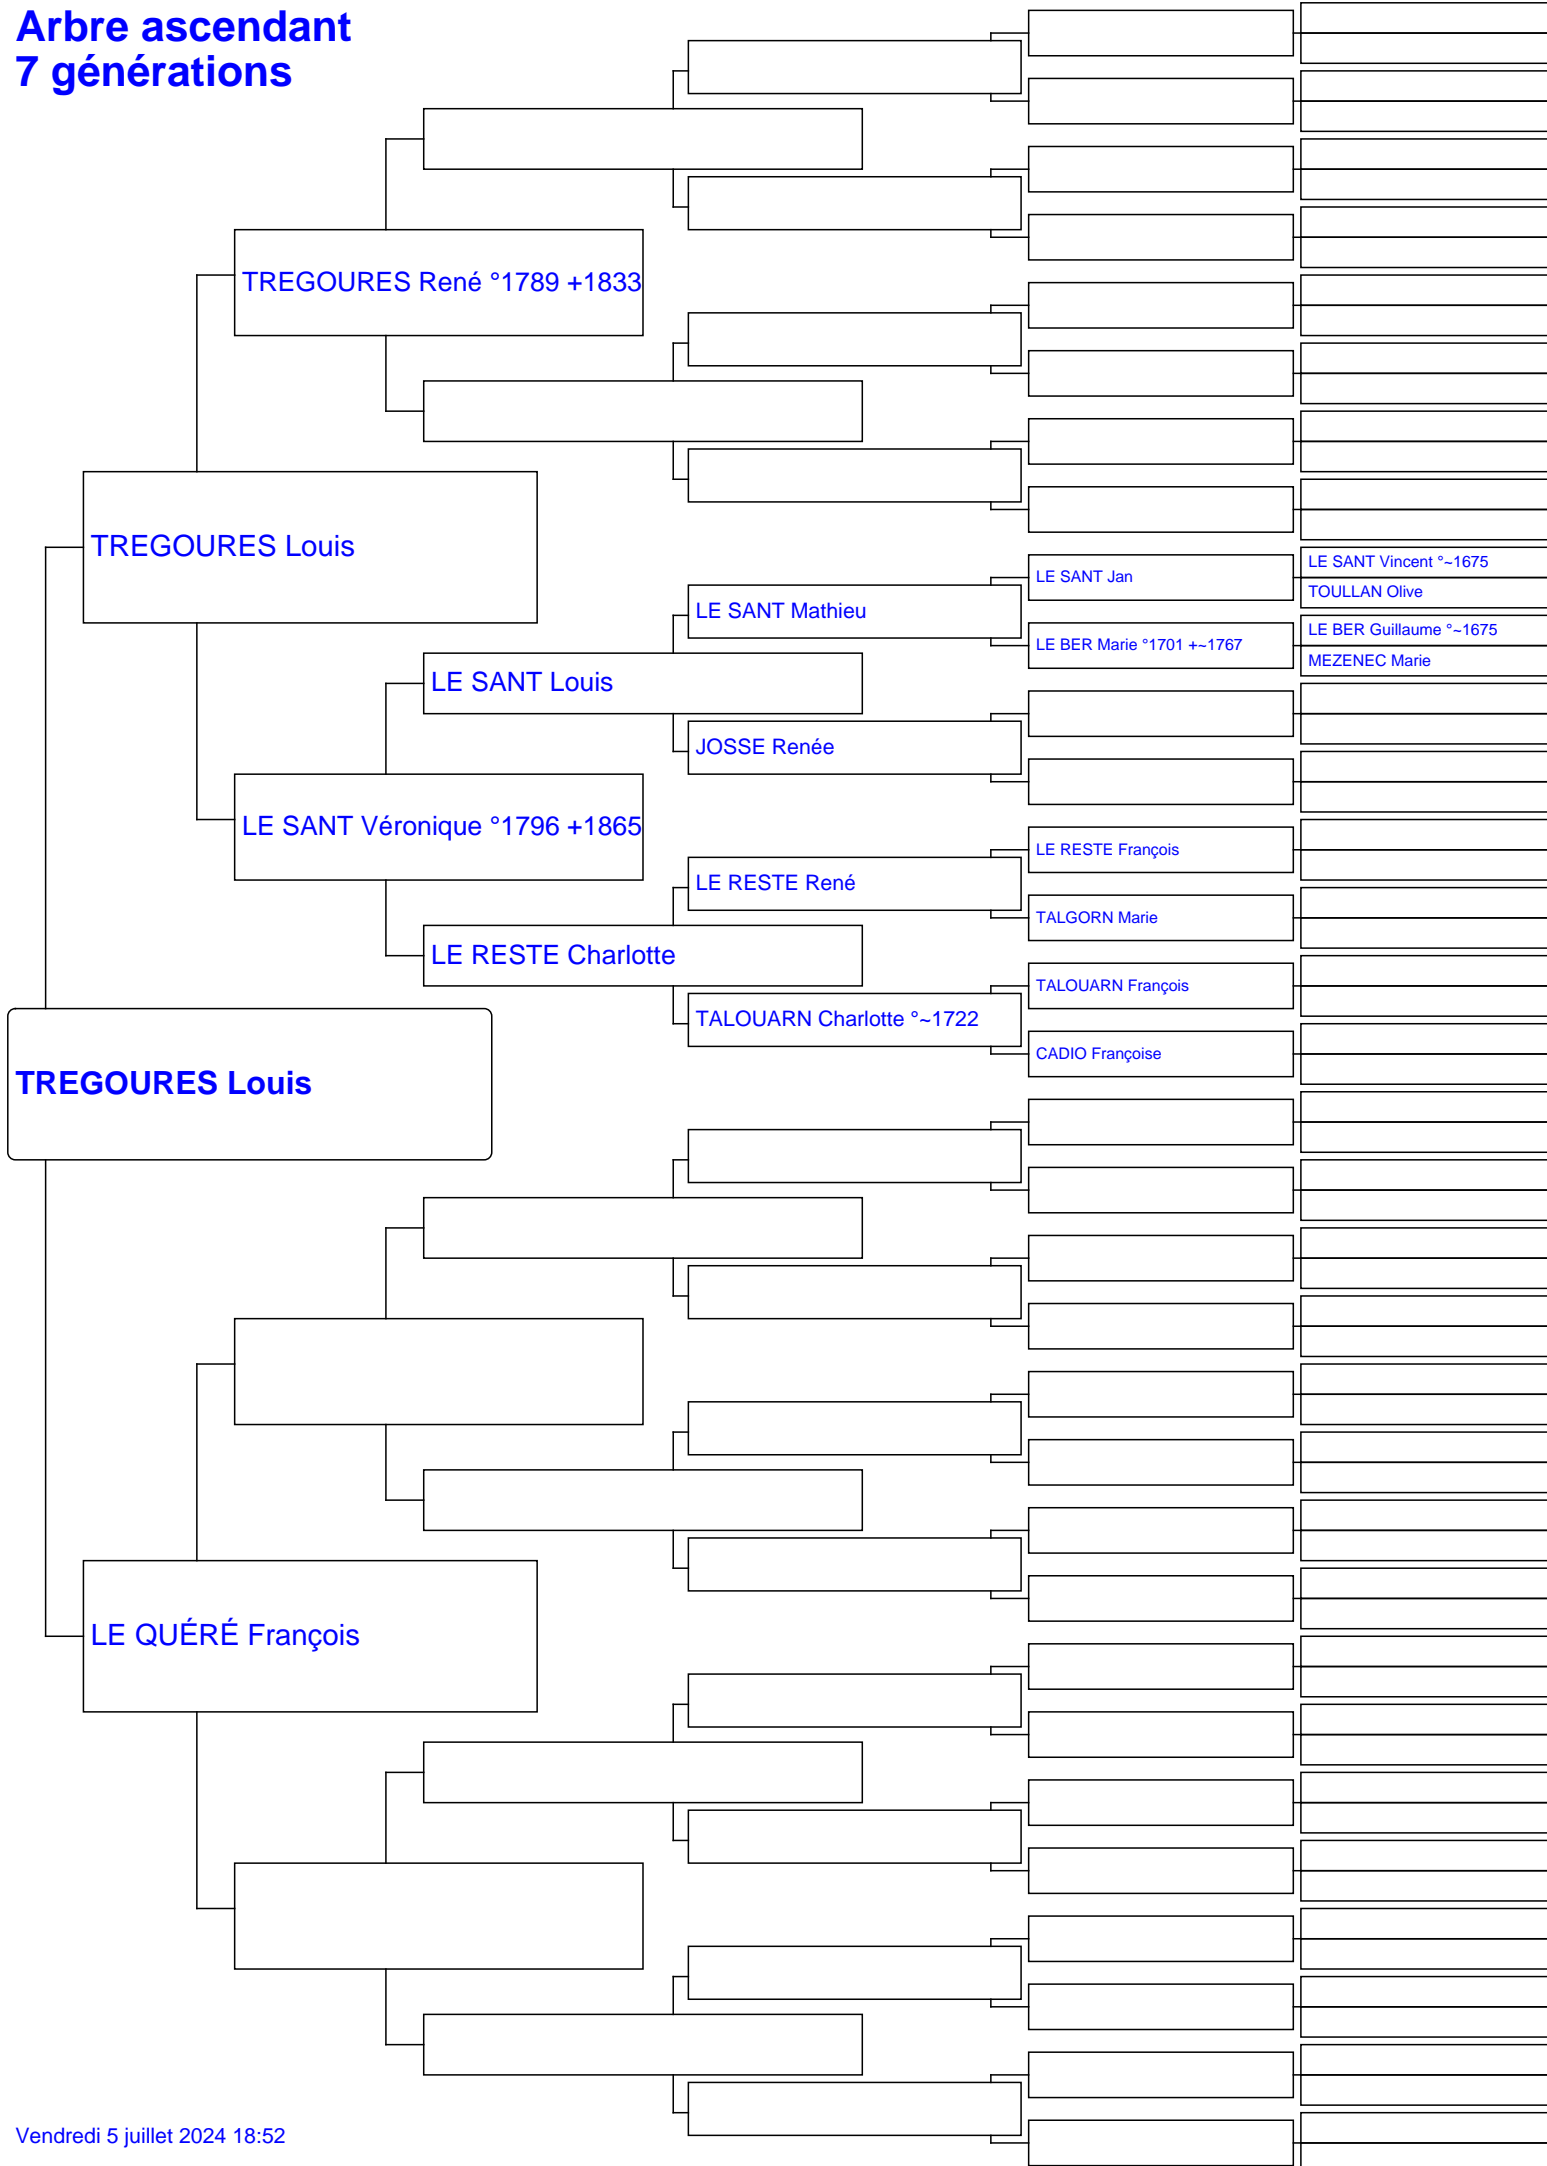 Arbre ascendant
7 générations
TREGOURES René °1789 +1833
TREGOURES Louis
LE SANT Jan
LE SANT Vincent °~1675
TOULLAN Olive
LE SANT Mathieu
LE BER Marie °1701 +~1767
LE BER Guillaume °~1675
MEZENEC Marie
LE SANT Louis
JOSSE Renée
LE SANT Véronique °1796 +1865
LE RESTE François
LE RESTE René
TALGORN Marie
LE RESTE Charlotte
TALOUARN François
TALOUARN Charlotte °~1722
CADIO Françoise
TREGOURES Louis
LE QUÉRÉ François
Vendredi 5 juillet 2024 18:52